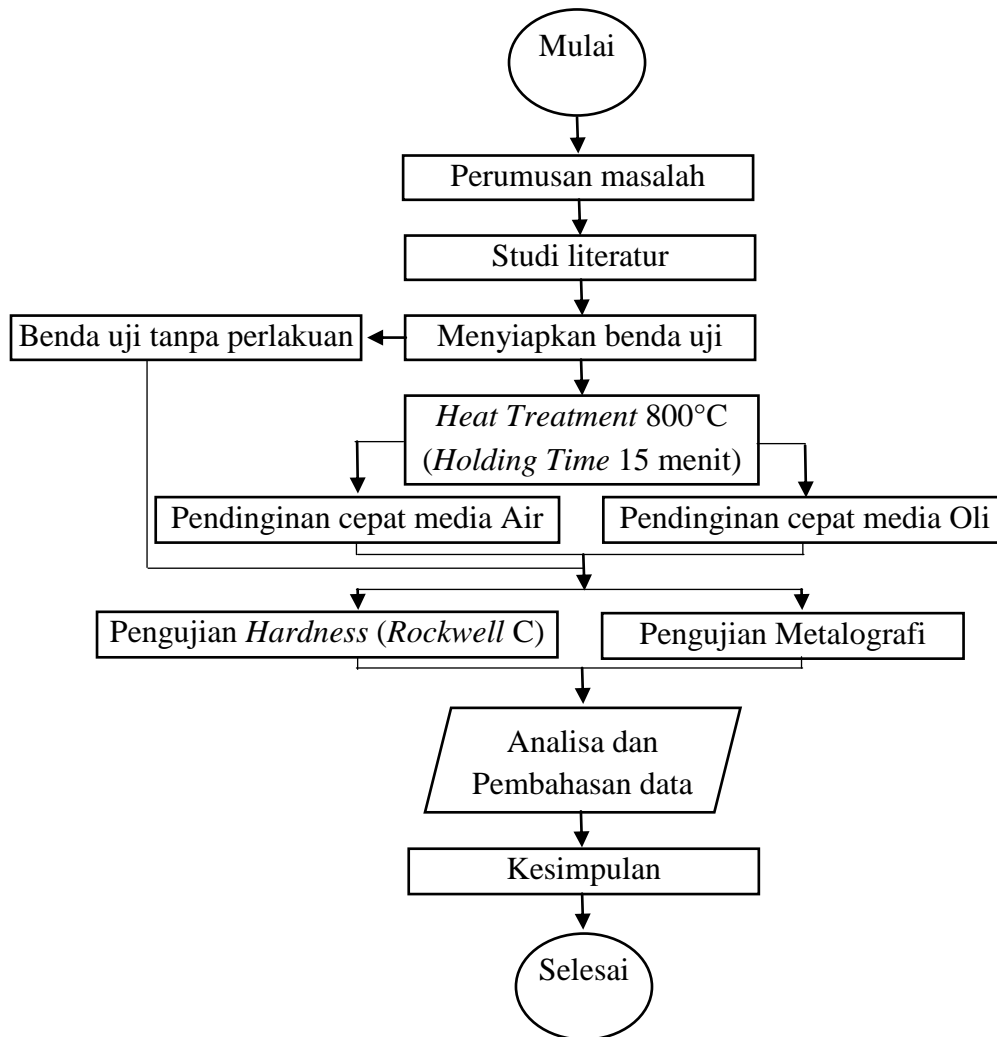 Mulai
Perumusan masalah
Studi literatur
Benda uji tanpa perlakuan
Menyiapkan benda uji
Heat Treatment 800°C
(Holding Time 15 menit)
Pendinginan cepat media Air
Pendinginan cepat media Oli
Pengujian Hardness (Rockwell C)
Pengujian Metalografi
Analisa dan
Pembahasan data
Kesimpulan
Selesai